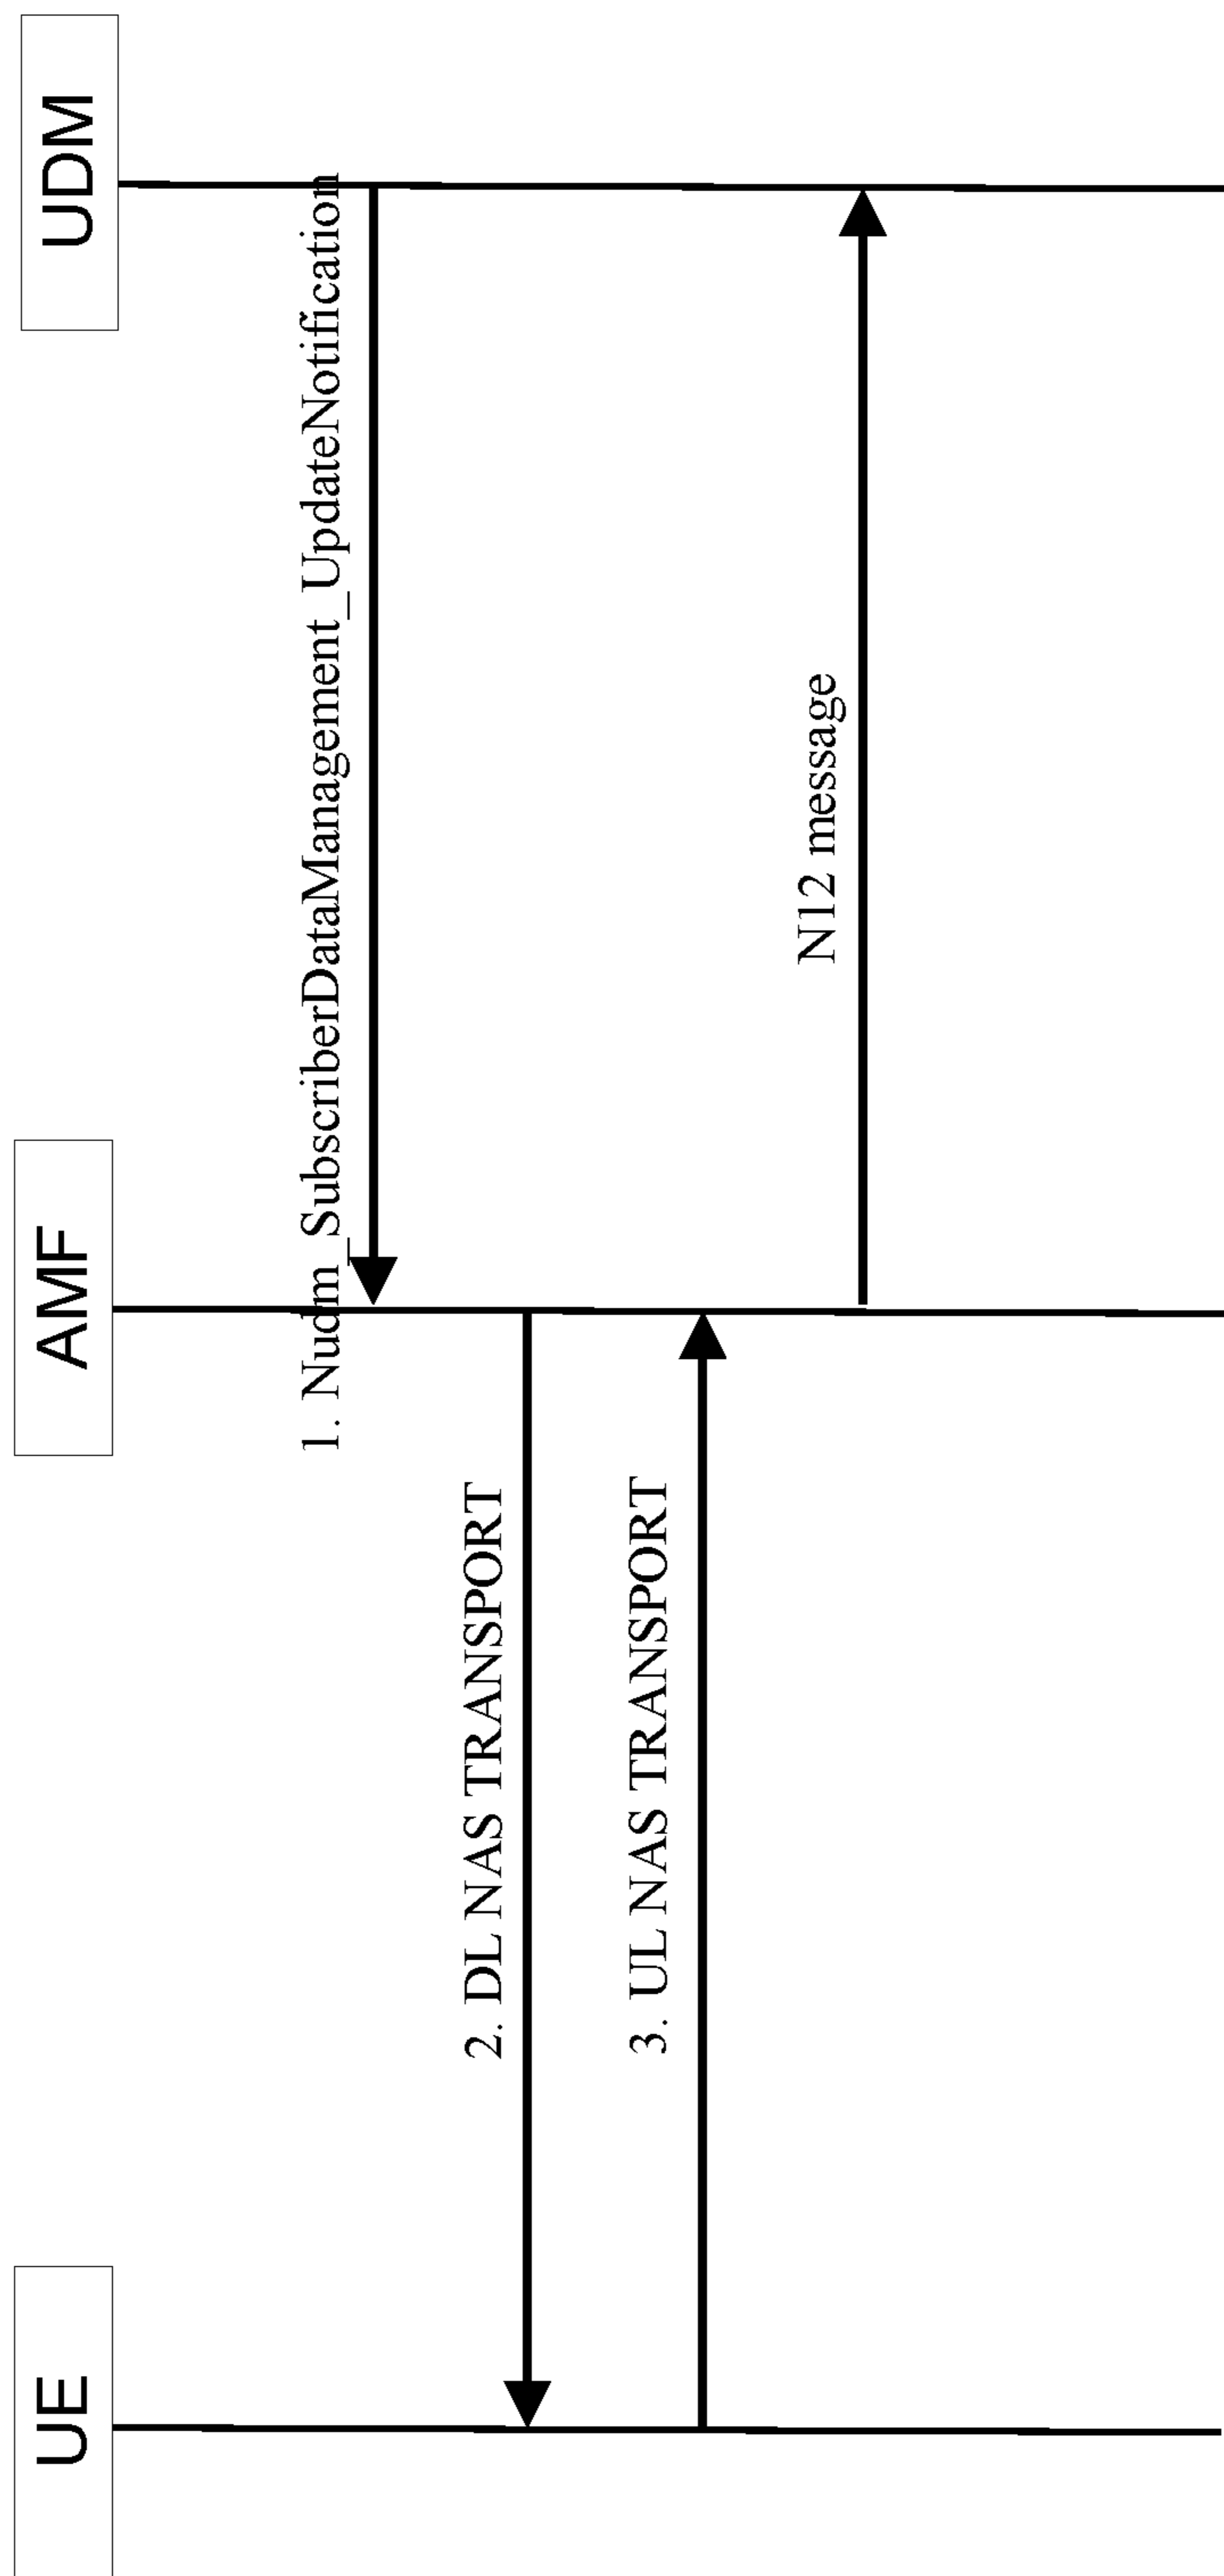 UE
AMF
UDM
1. Nudm_SubscriberDataManagement_UpdateNotification
2. DL NAS TRANSPORT
3. UL NAS TRANSPORT
N12 message